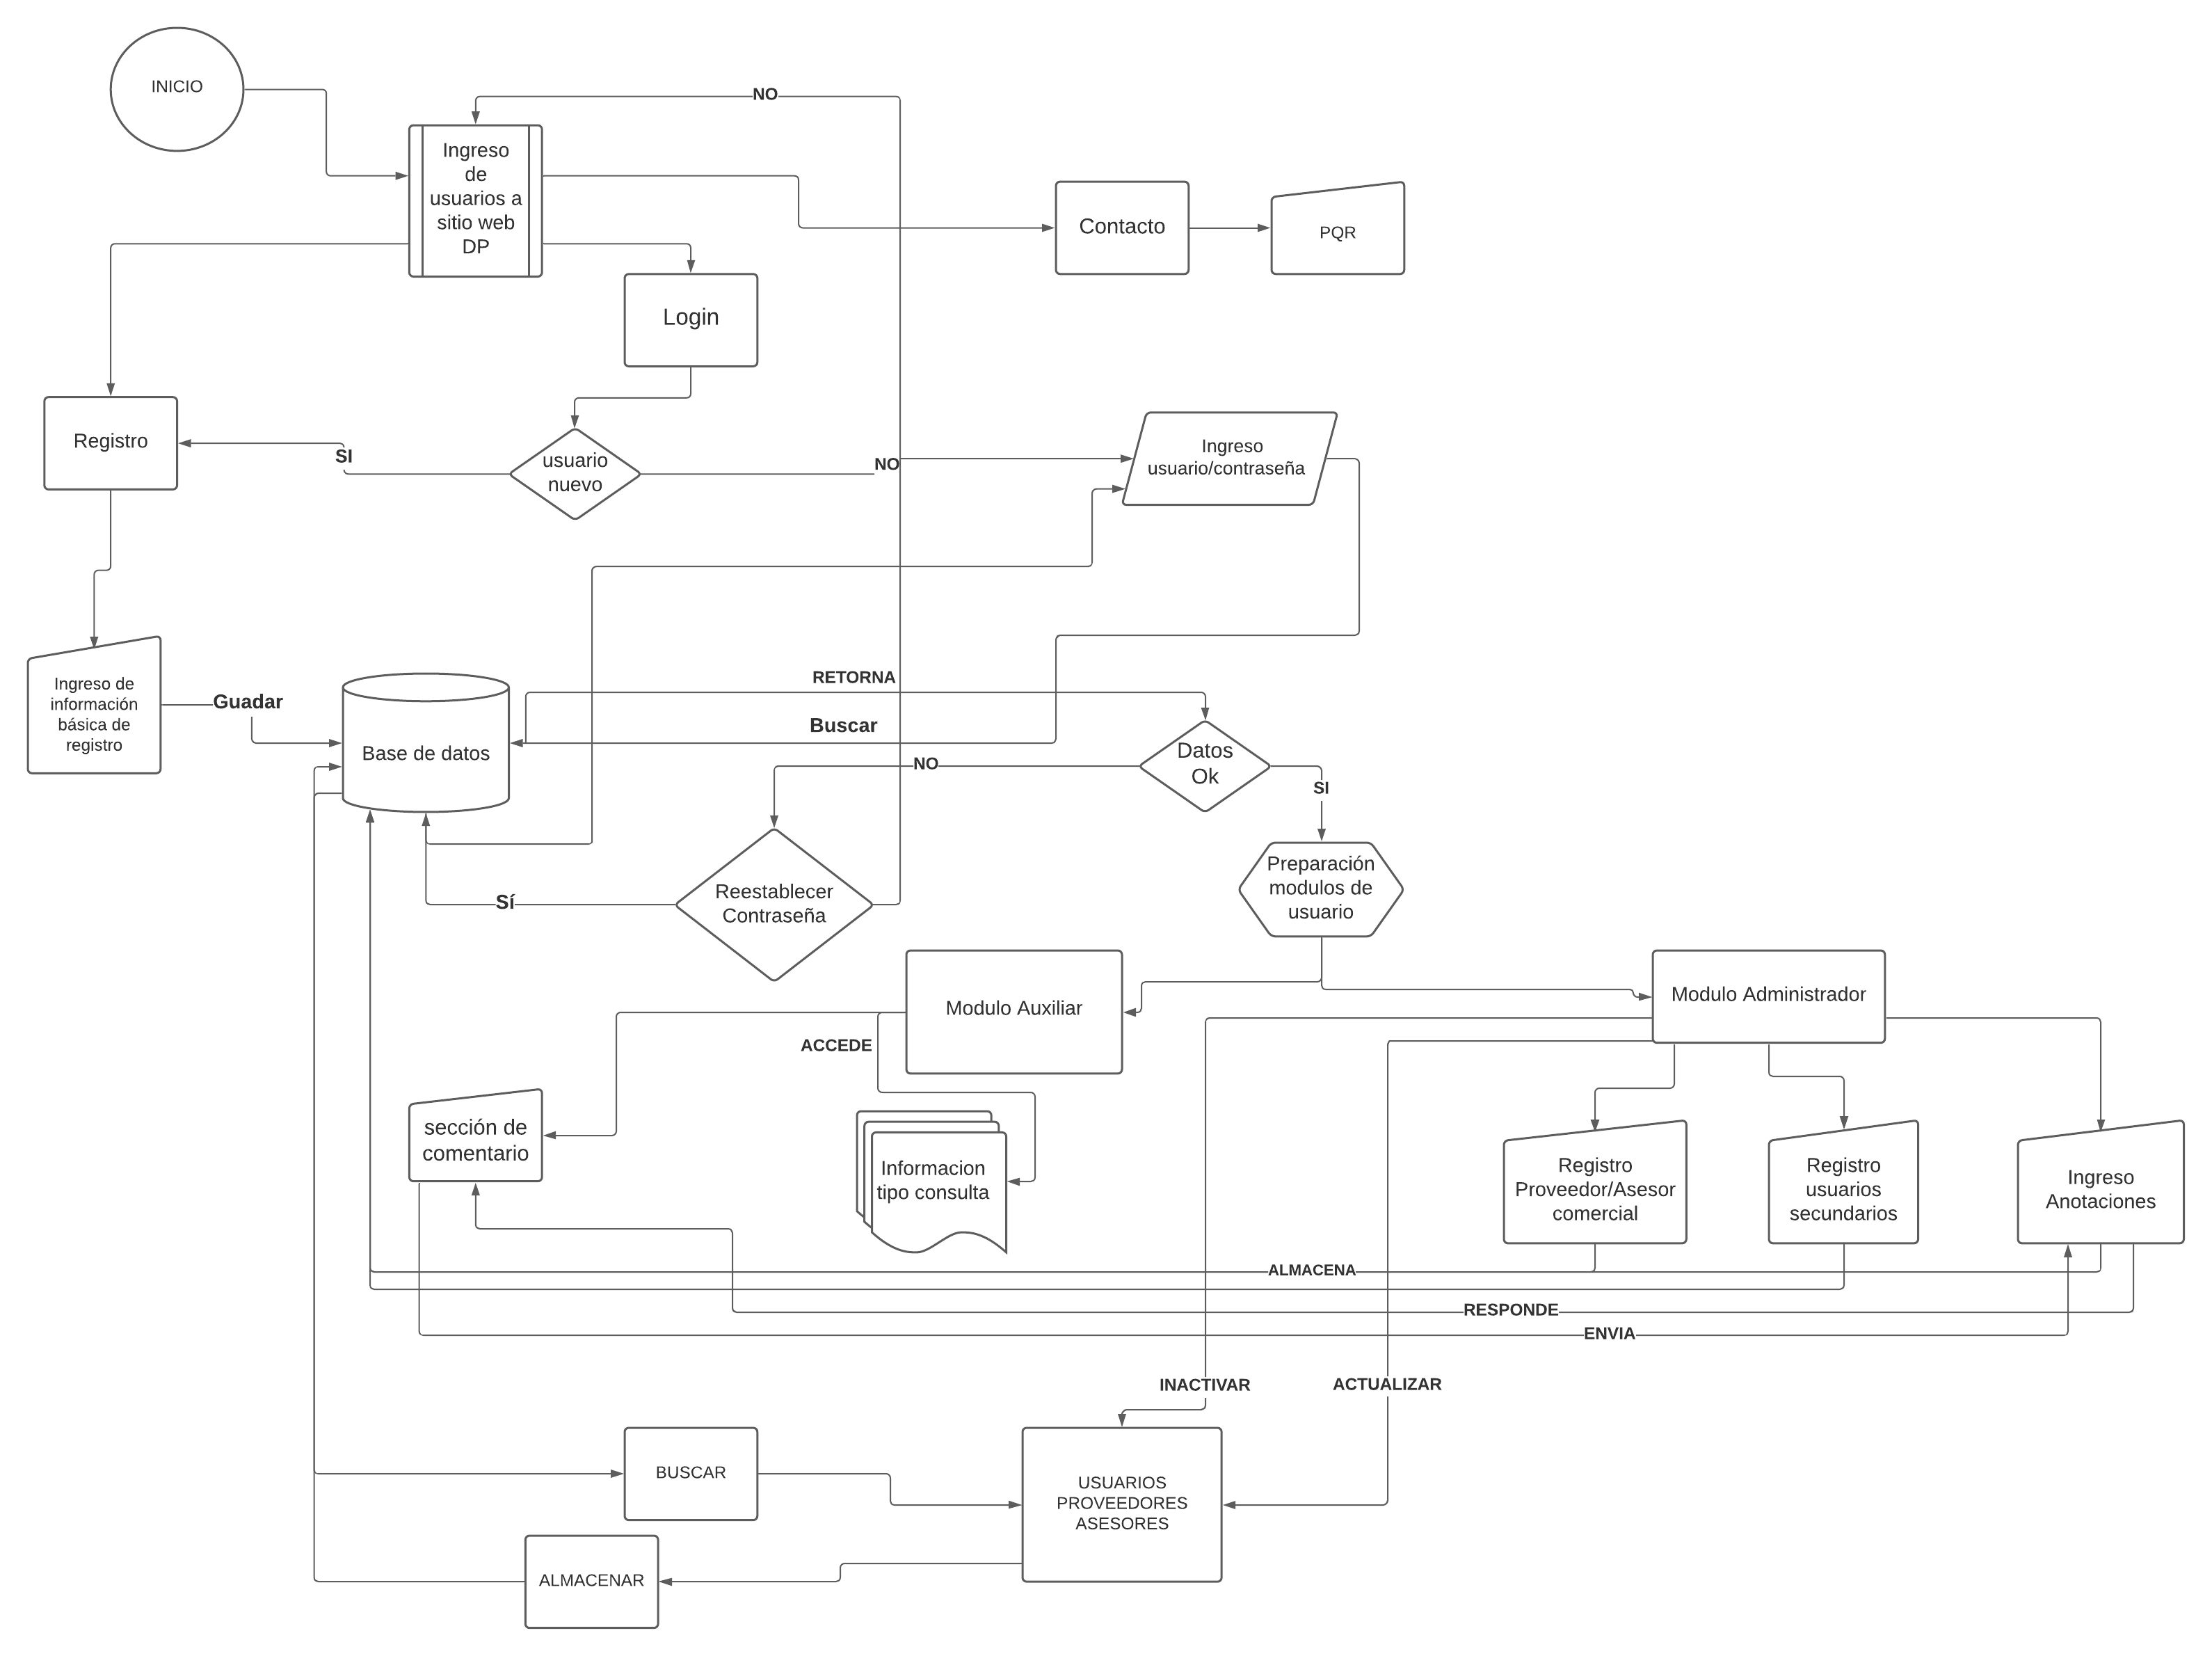 INICIO
NO
Ingreso
de
usuarios a
sitio web
DP
Contacto
PQR
Login
Registro
SI
usuario
nuevo
NO
Ingreso
usuario/contraseña
Ingreso de
información
básica de
registro
Guadar
Base de datos
RETORNA
Buscar
NO
Datos
Ok
SI
Reestablecer
Contraseña
Sí
Preparación
modulos de
usuario
Modulo Auxiliar
Modulo Administrador
ACCEDE
sección de
comentario
Informacion
tipo consulta
Registro
Proveedor/Asesor
comercial
Registro
usuarios
secundarios
Ingreso
Anotaciones
ALMACENA
RESPONDE
ENVIA
INACTIVAR
ACTUALIZAR
BUSCAR
USUARIOS
PROVEEDORES
ASESORES
ALMACENAR